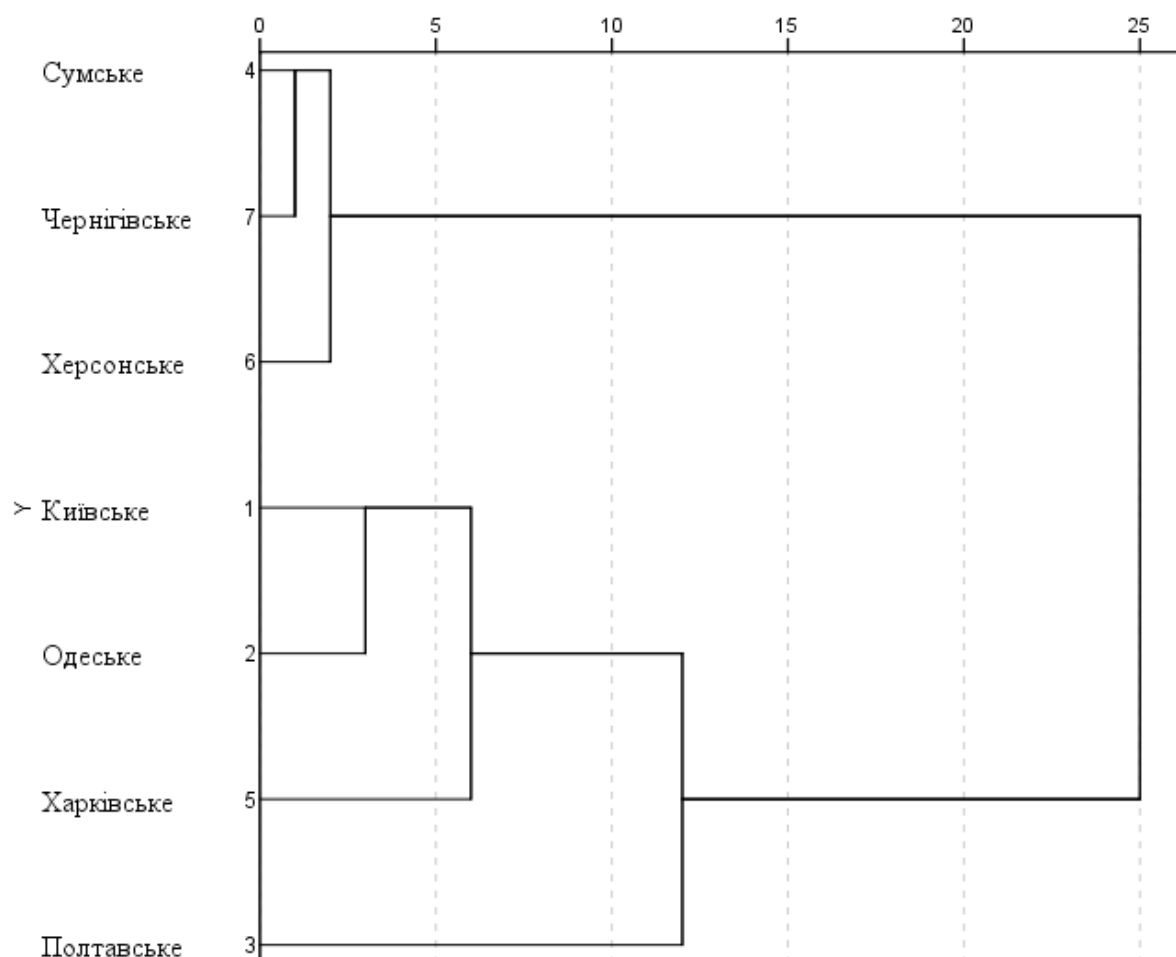 0 5 10 15 20 25
Сумське 4
Чернігівське 7
Херсонське 6
Y Київське 1
Одеське 2
Харківське 5
Полтавське 3